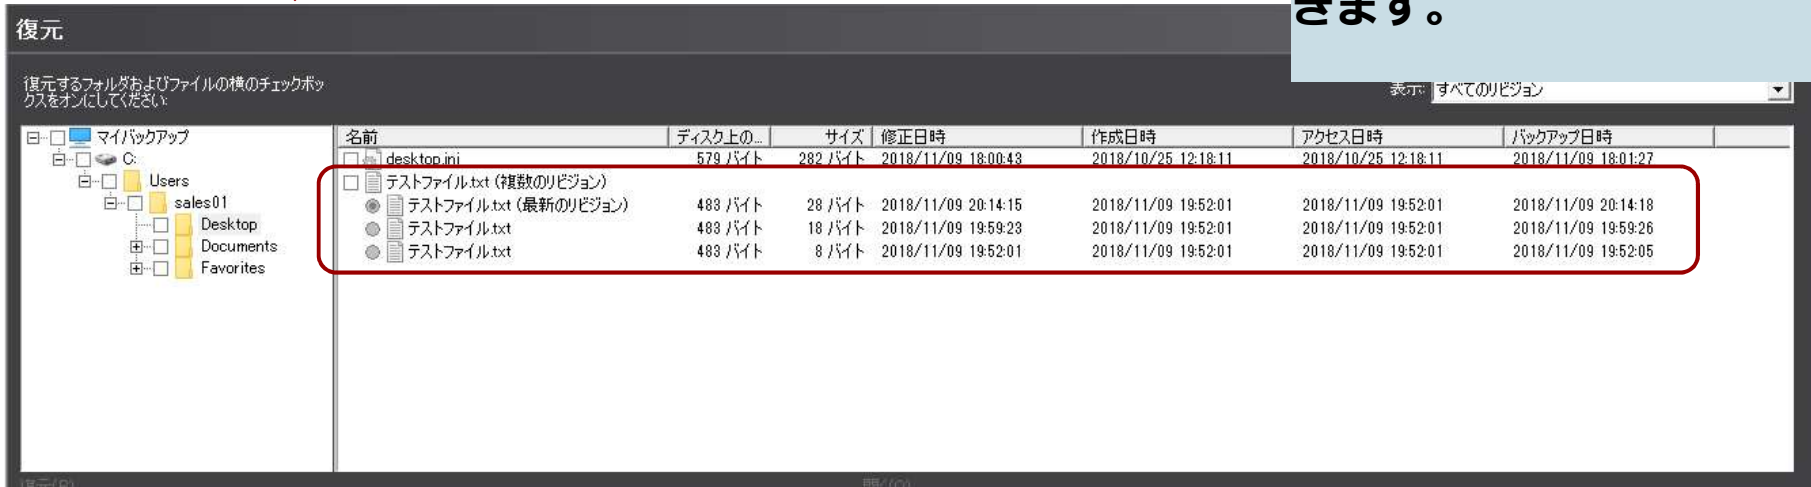 きます。
復元
復元するフォルダおよびファイルの横のチェックボッ
クスをオンにしてください:
表示: すべてのリビジョン
マイバックアップ
C:
Users
sales01
Desktop
Documents
Favorites
名前 ディスク上の... サイズ 修正日時 作成日時 アクセス日時 バックアップ日時
desktop.ini 579 バイト 282 バイト 2018/11/09 18:00:43 2018/10/25 12:18:11 2018/10/25 12:18:11 2018/11/09 18:01:27
テストファイル.txt (複数のリビジョン)
テストファイル.txt (最新のリビジョン) 483 バイト 28 バイト 2018/11/09 20:14:15 2018/11/09 19:52:01 2018/11/09 19:52:01 2018/11/09 20:14:18
テストファイル.txt 483 バイト 18 バイト 2018/11/09 19:59:23 2018/11/09 19:52:01 2018/11/09 19:52:01 2018/11/09 19:59:26
テストファイル.txt 483 バイト 8 バイト 2018/11/09 19:52:01 2018/11/09 19:52:01 2018/11/09 19:52:01 2018/11/09 19:52:05